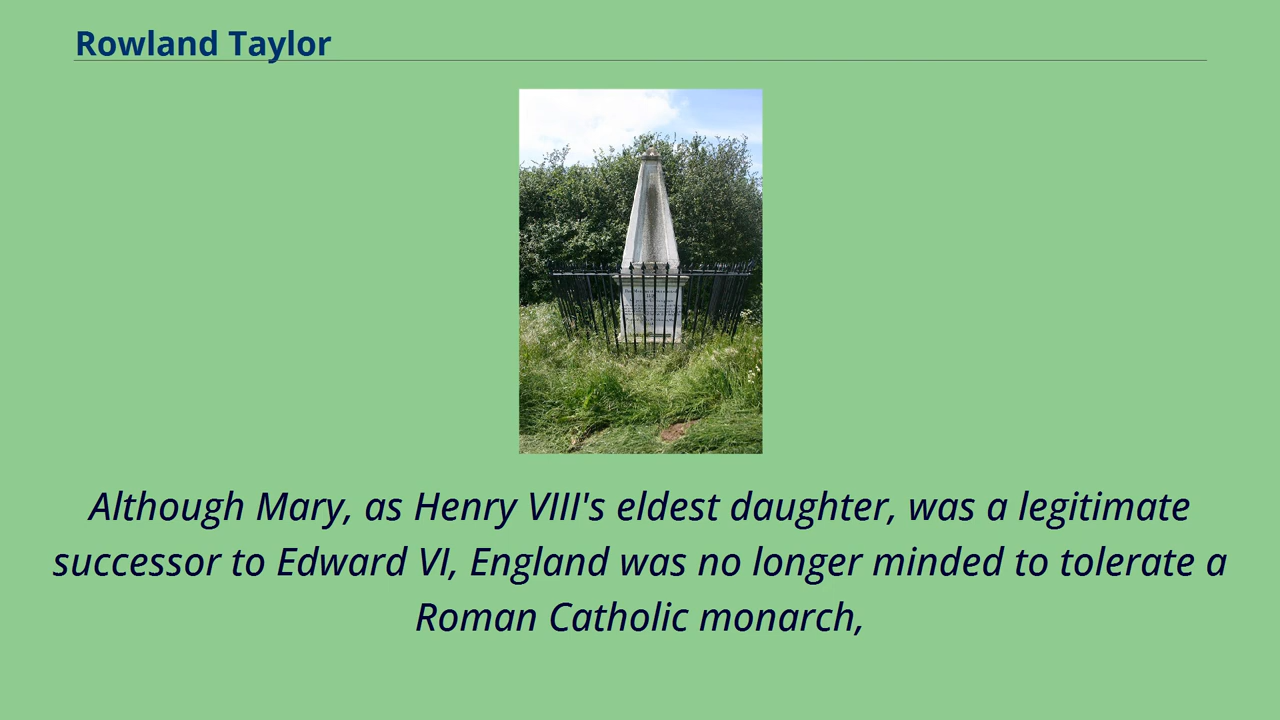 Rowland Taylor
Although Mary, as Henry VIII's eldest daughter, was a legitimate
successor to Edward VI, England was no longer minded to tolerate a
Roman Catholic monarch,